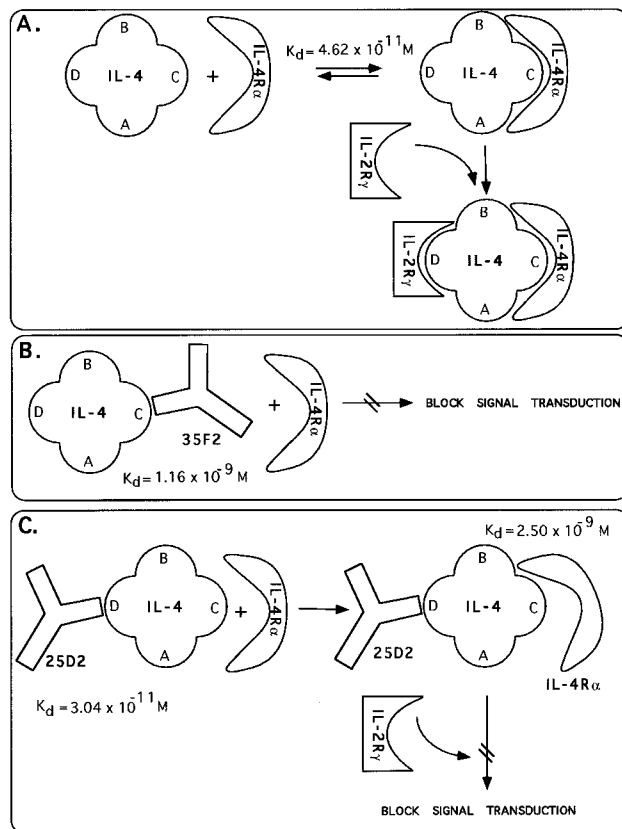 A.
B
D IL-4 C
A
+
IL-4Rα
Kd = 4.62 x 10-11 M
B
IL-4 C
A
IL-4Rα
IL-2Rγ
B
IL-2Rγ
D IL-4 C
A
IL-4Rα
B.
B
D IL-4 C
A
35F2
Kd = 1.16 x 10-9 M
+
IL-4Rα
BLOCK SIGNAL TRANSDUCTION
C.
25D2
B
D IL-4 C
A
+
IL-4Rα
Kd = 3.04 x 10-11 M
Kd = 2.50 x 10-9 M
25D2
B
D IL-4 C
A
IL-4Rα
IL-2Rγ
BLOCK SIGNAL TRANSDUCTION